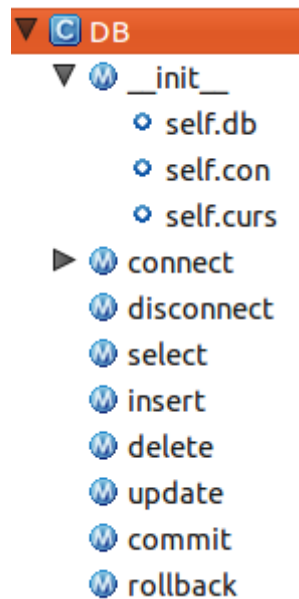 C DB
M __init__
self.db
self.con
self.curs
M connect
M disconnect
M select
M insert
M delete
M update
M commit
M rollback